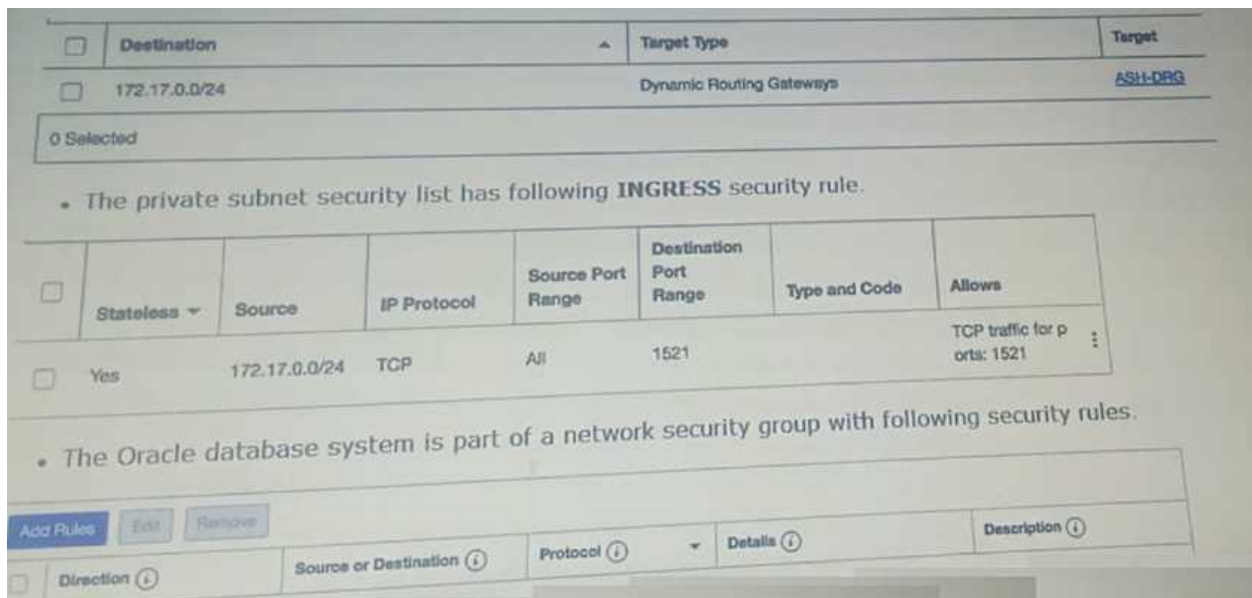 Destination Target Type Target
172.17.0.0/24 Dynamic Routing Gateways ASH-DRG
0 Selected
• The private subnet security list has following INGRESS security rule.
Stateless Source IP Protocol Source Port Range Destination Port Range Type and Code Allows
Yes 172.17.0.0/24 TCP All 1521 TCP traffic for p
orts: 1521
• The Oracle database system is part of a network security group with following security rules.
Add Rules Edit Remove
Direction Source or Destination Protocol Details Description